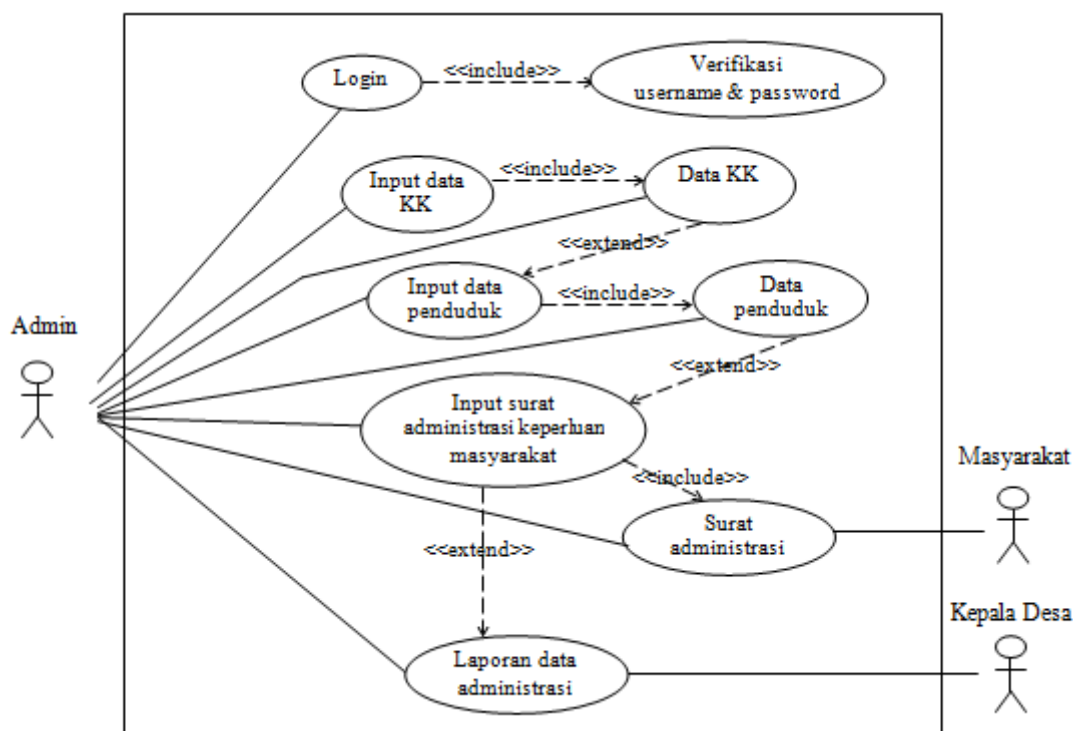 Login
<<include>>
Verifikasi
username & password
Input data
KK
<<include>>
Data KK
<<extend>>
Input data
penduduk
<<include>>
Data
penduduk
Admin
<<extend>>
Input surat
administrasi keperluan
masyarakat
<<include>>
Masyarakat
Surat
administrasi
<<extend>>
Kepala Desa
Laporan data
administrasi